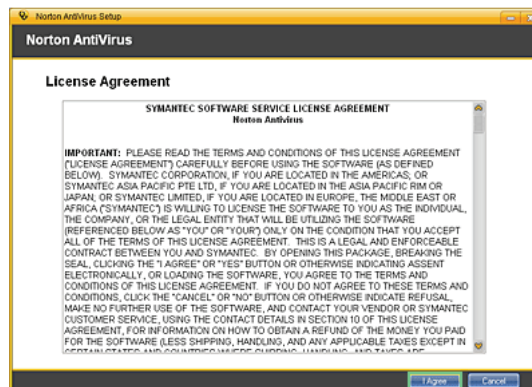 Norton AntiVirus Setup
Norton AntiVirus
License Agreement
SYMANTEC SOFTWARE SERVICE LICENSE AGREEMENT
Norton Antivirus
IMPORTANT: PLEASE READ THE TERMS AND CONDITIONS OF THIS LICENSE AGREEMENT
("LICENSE AGREEMENT") CAREFULLY BEFORE USING THE SOFTWARE (AS DEFINED
BELOW). SYMANTEC CORPORATION, IF YOU ARE LOCATED IN THE AMERICAS; OR
SYMANTEC ASIA PACIFIC PTE LTD, IF YOU ARE LOCATED IN THE ASIA PACIFIC RIM OR
JAPAN; OR SYMANTEC LIMITED, IF YOU ARE LOCATED IN EUROPE, THE MIDDLE EAST OR
AFRICA ("SYMANTEC") IS WILLING TO LICENSE THE SOFTWARE TO YOU AS THE INDIVIDUAL,
THE COMPANY, OR THE LEGAL ENTITY THAT WILL BE UTILIZING THE SOFTWARE
(REFERENCED BELOW AS "YOU" OR "YOUR") ONLY ON THE CONDITION THAT YOU ACCEPT
ALL OF THE TERMS OF THIS LICENSE AGREEMENT. THIS IS A LEGAL AND ENFORCEABLE
CONTRACT BETWEEN YOU AND SYMANTEC. BY OPENING THIS PACKAGE, BREAKING THE
SEAL, CLICKING THE "I AGREE" OR "YES" BUTTON OR OTHERWISE INDICATING ASSENT
ELECTRONICALLY, OR LOADING THE SOFTWARE, YOU AGREE TO THE TERMS AND
CONDITIONS OF THIS LICENSE AGREEMENT. IF YOU DO NOT AGREE TO THESE TERMS AND
CONDITIONS, CLICK THE "CANCEL" OR "NO" BUTTON OR OTHERWISE INDICATE REFUSAL,
MAKE NO FURTHER USE OF THE SOFTWARE, AND CONTACT YOUR VENDOR OR SYMANTEC
CUSTOMER SERVICE, USING THE CONTACT DETAILS IN SECTION 10 OF THIS LICENSE
AGREEMENT, FOR INFORMATION ON HOW TO OBTAIN A REFUND OF THE MONEY YOU PAID
FOR THE SOFTWARE (LESS SHIPPING, HANDLING, AND ANY APPLICABLE TAXES EXCEPT IN
CERTAIN STATES AND COUNTRIES WHERE SHIPPING, HANDLING, AND TAXES ARE
I Agree
Cancel